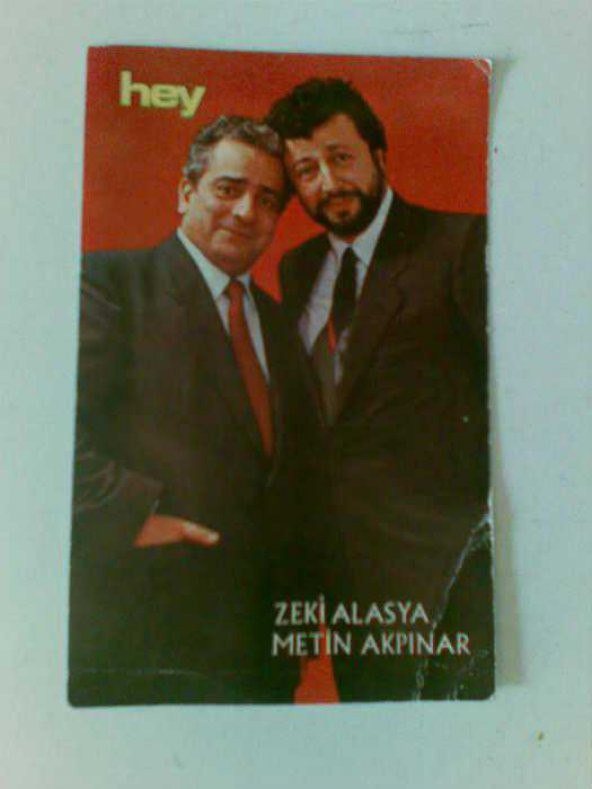 hey
ZEKİ ALASYA,
METİN AKPINAR